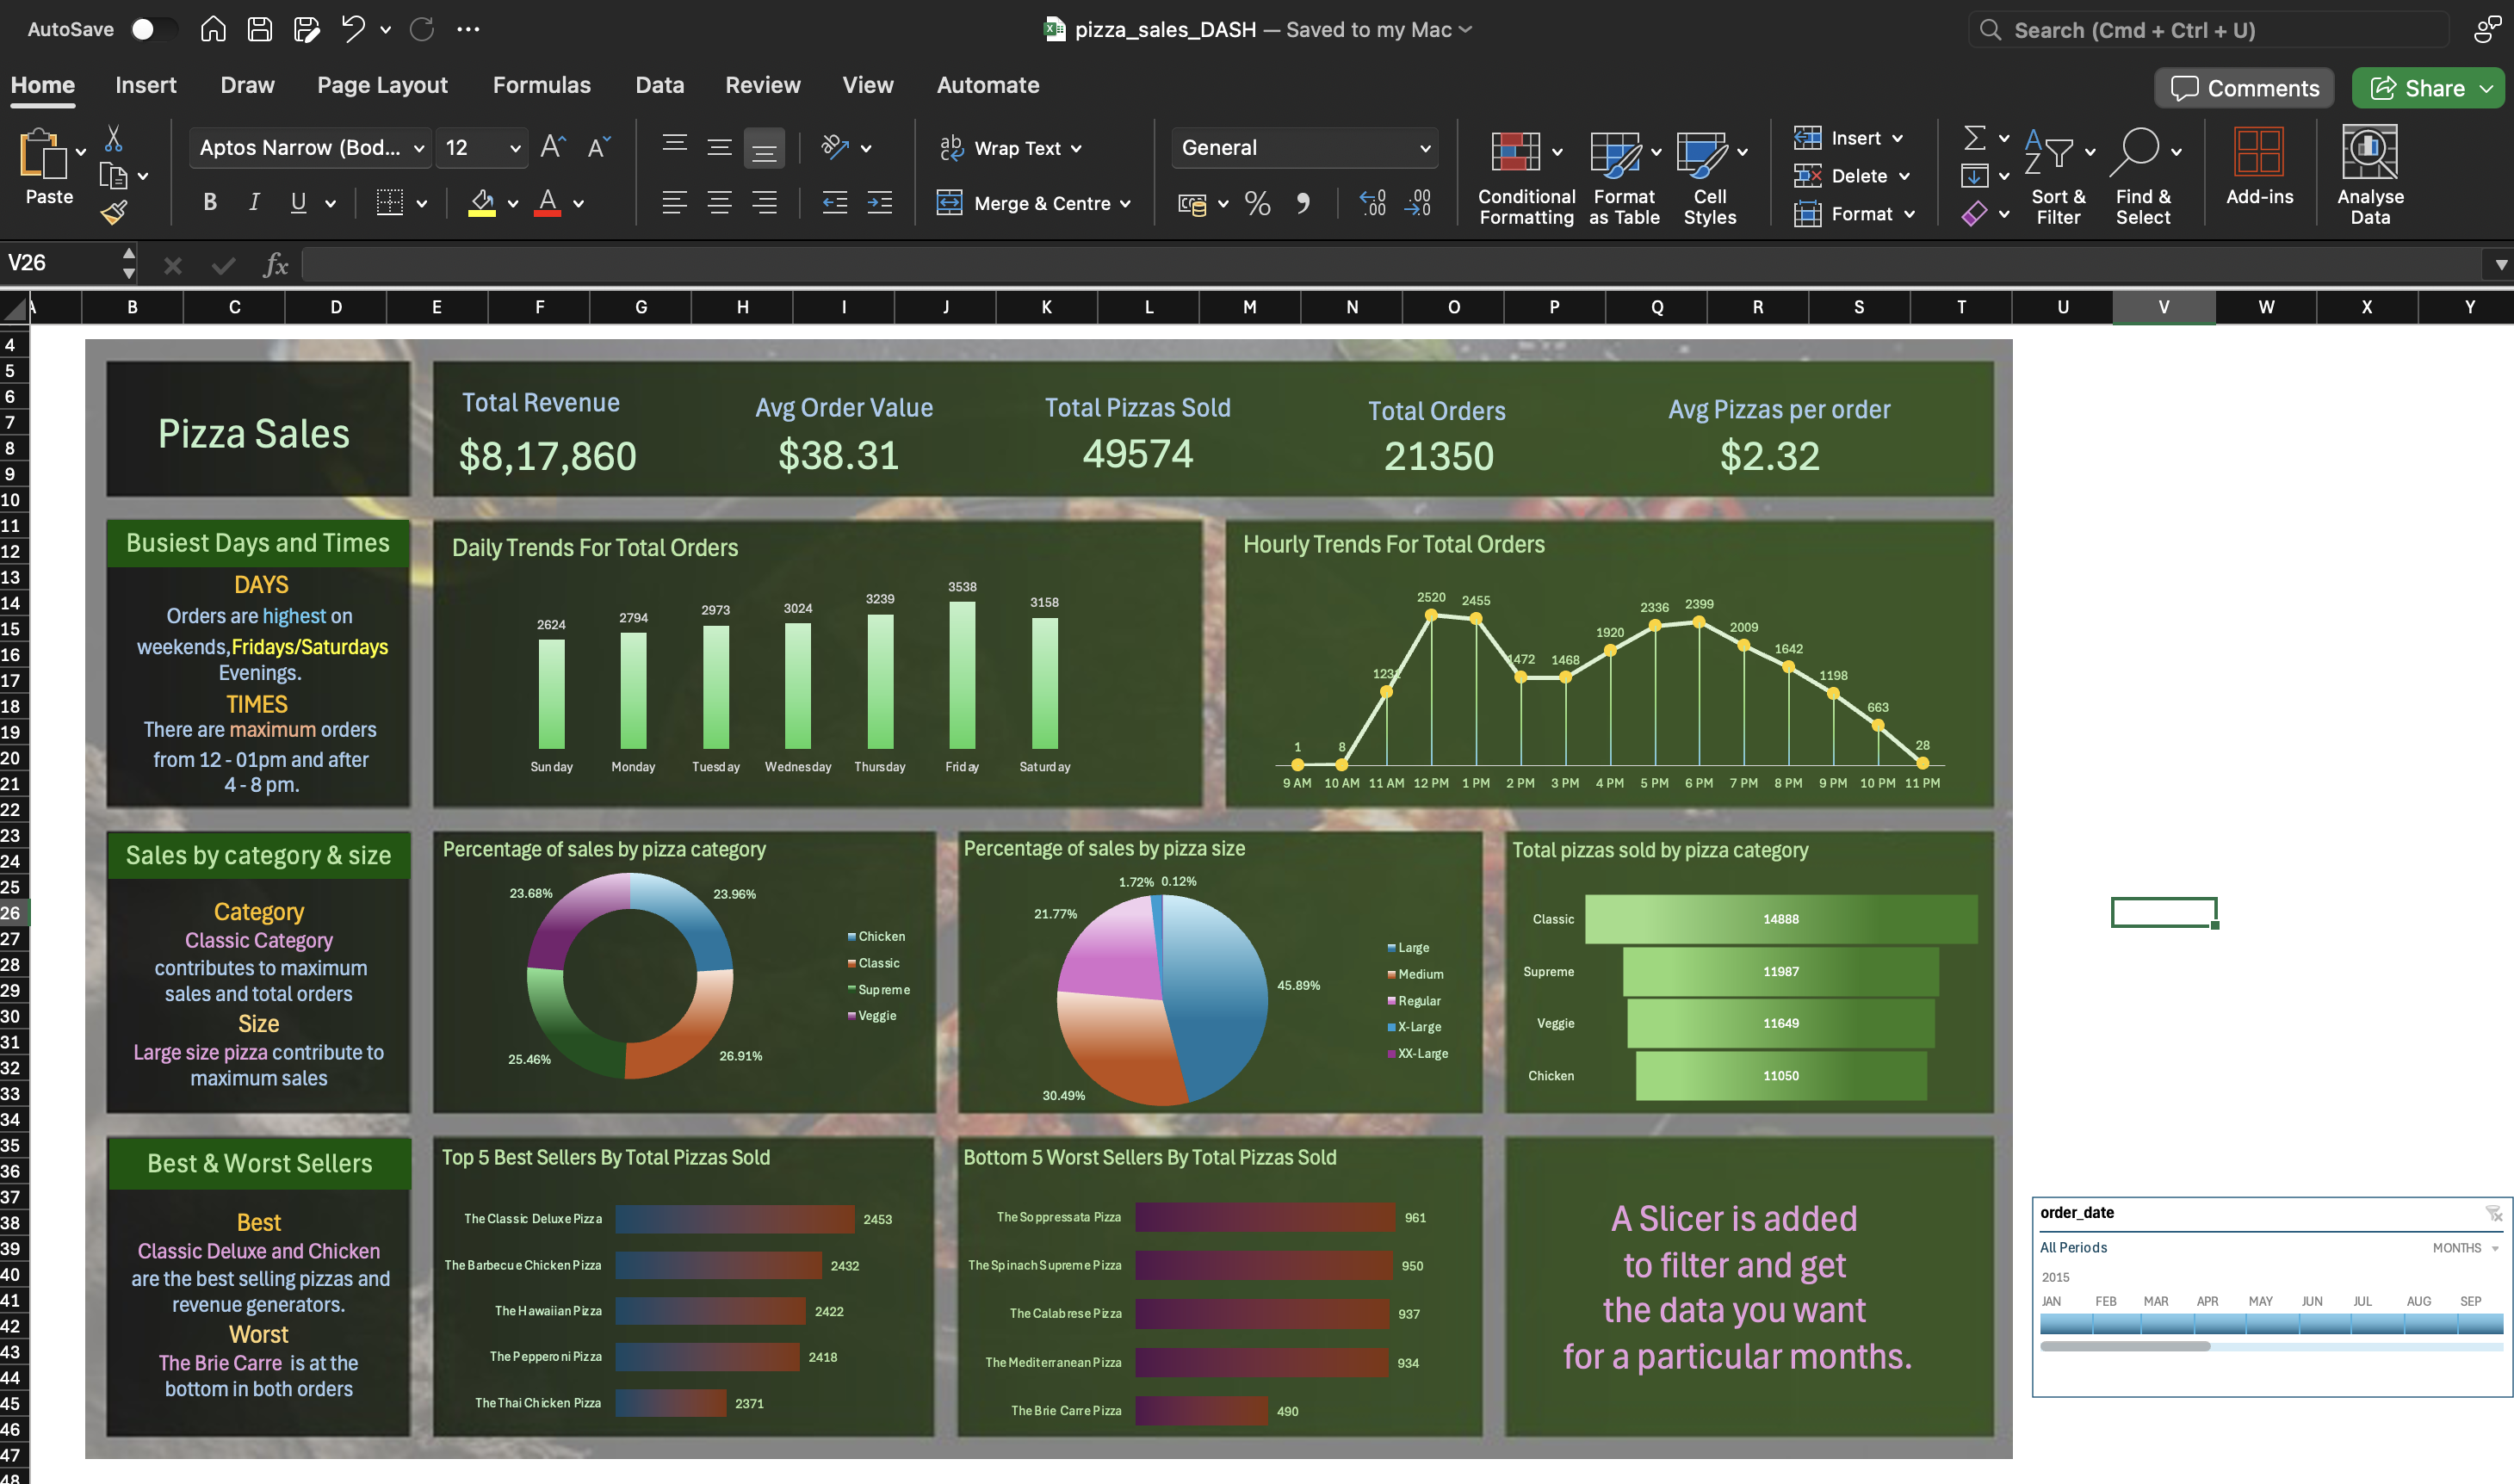 AutoSave
pizza_sales_DASH — Saved to my Mac
Search (Cmd + Ctrl + U)
Home Insert Draw Page Layout Formulas Data Review View Automate
Comments Share
Paste
Aptos Narrow (Bod... 12
B I U
Wrap Text
Merge & Centre
General
Conditional Formatting
Format as Table
Cell Styles
Insert
Delete
Format
Sort & Filter
Find & Select
Add-ins
Analyse Data
V26 fx
A B C D E F G H I J K L M N O P Q R S T U V W X Y
4
5
6
7
8
9
10
11
12
13
14
15
16
17
18
19
20
21
22
23
24
25
26
27
28
29
30
31
32
33
34
35
36
37
38
39
40
41
42
43
44
45
46
47
48
Pizza Sales
Total Revenue
$8,17,860
Avg Order Value
$38.31
Total Pizzas Sold
49574
Total Orders
21350
Avg Pizzas per order
$2.32
Busiest Days and Times
DAYS
Orders are highest on
weekends,Fridays/Saturdays
Evenings.
TIMES
There are maximum orders
from 12 - 01pm and after
4 - 8 pm.
Daily Trends For Total Orders
2624 2794 2973 3024 3239 3538 3158
Sunday Monday Tuesday Wednesday Thursday Friday Saturday
Hourly Trends For Total Orders
1 8 1231 2520 2455 1472 1468 1920 2336 2399 2009 1642 1198 663 28
9 AM 10 AM 11 AM 12 PM 1 PM 2 PM 3 PM 4 PM 5 PM 6 PM 7 PM 8 PM 9 PM 10 PM 11 PM
Sales by category & size
Category
Classic Category
contributes to maximum
sales and total orders
Size
Large size pizza contribute to
maximum sales
Percentage of sales by pizza category
23.68% 23.96%
25.46% 26.91%
Chicken
Classic
Supreme
Veggie
Percentage of sales by pizza size
1.72% 0.12%
21.77%
45.89%
30.49%
Large
Medium
Regular
X-Large
XX-Large
Total pizzas sold by pizza category
Classic 14888
Supreme 11987
Veggie 11649
Chicken 11050
Best & Worst Sellers
Best
Classic Deluxe and Chicken
are the best selling pizzas and
revenue generators.
Worst
The Brie Carre is at the
bottom in both orders
Top 5 Best Sellers By Total Pizzas Sold
The Classic Deluxe Pizza 2453
The Barbecue Chicken Pizza 2432
The Hawaiian Pizza 2422
The Pepperoni Pizza 2418
The Thai Chicken Pizza 2371
Bottom 5 Worst Sellers By Total Pizzas Sold
The Soppressata Pizza 961
The Spinach Supreme Pizza 950
The Calabrese Pizza 937
The Mediterranean Pizza 934
The Brie Carre Pizza 490
A Slicer is added
to filter and get
the data you want
for a particular months.
order_date
All Periods MONTHS
2015
JAN FEB MAR APR MAY JUN JUL AUG SEP